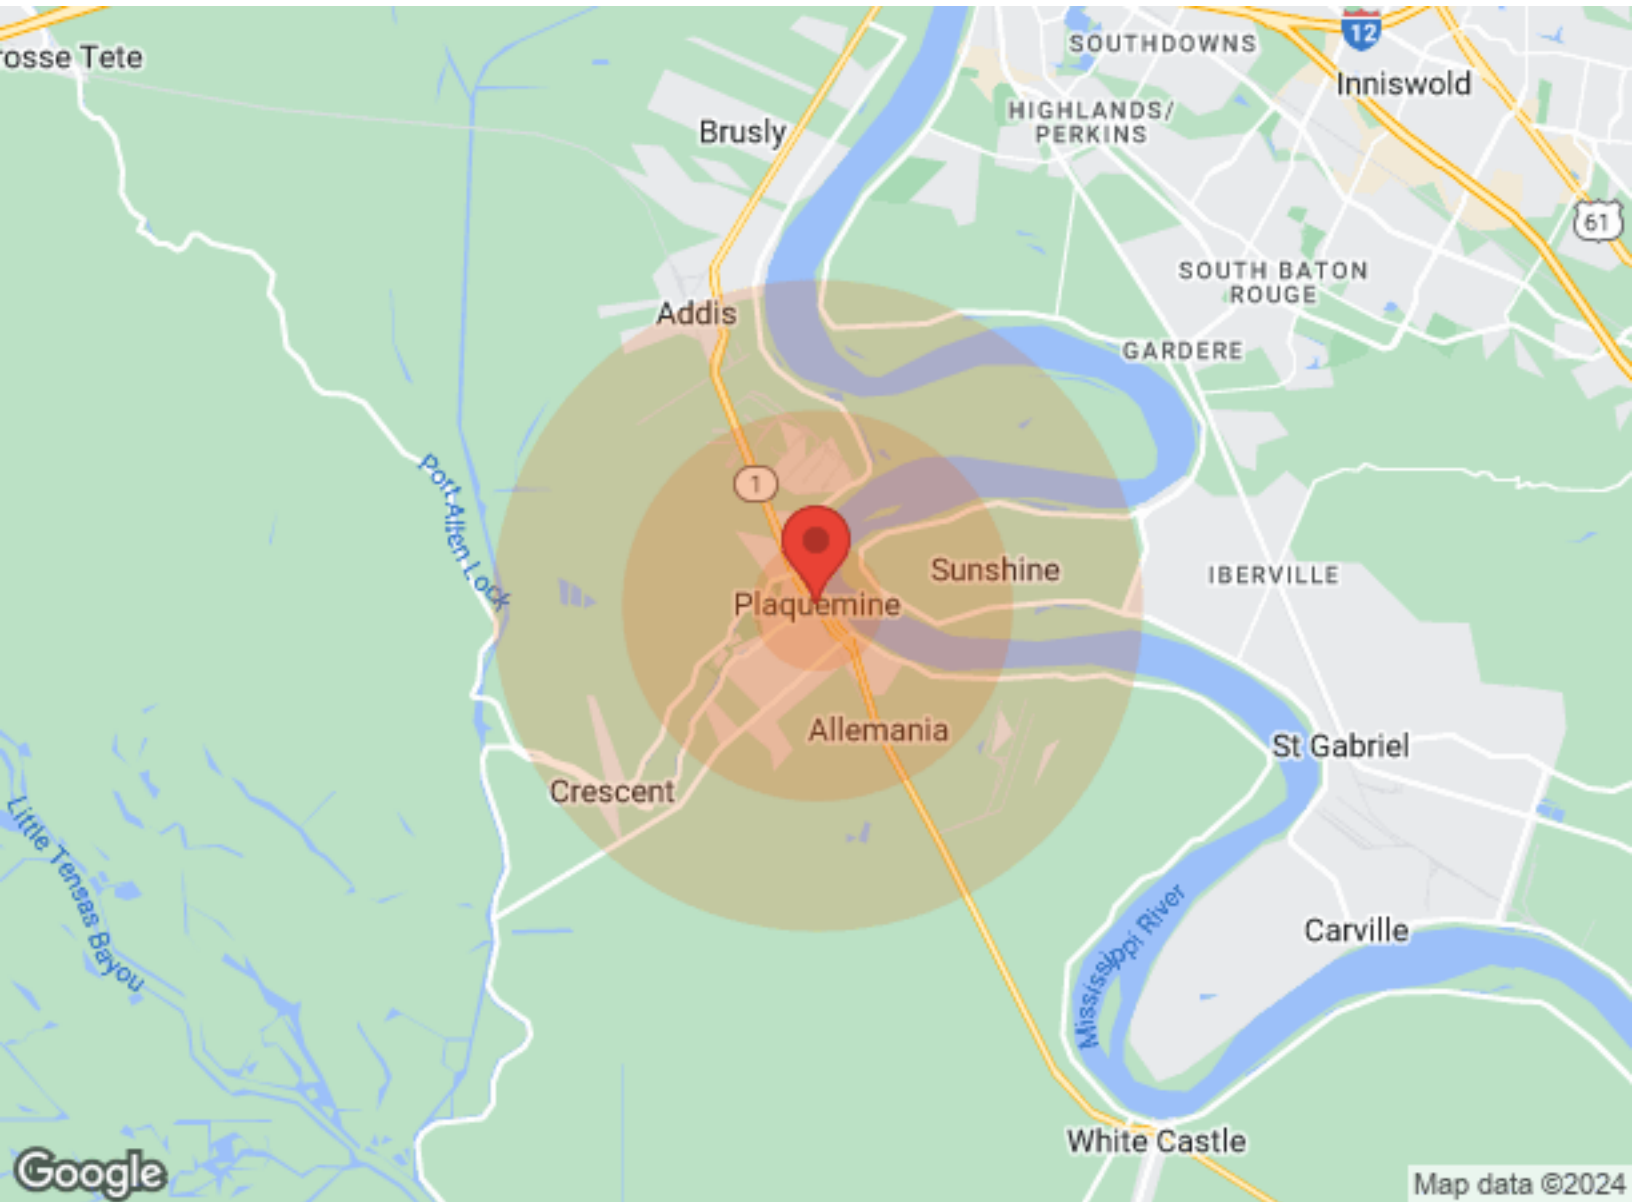 rosse Tete
SOUTHDOWNS
12
Inniswold
HIGHLANDS/
PERKINS
Brusly
61
SOUTH BATON
ROUGE
Addis
GARDERE
Port Allen Lock
1
Sunshine
IBERVILLE
Plaquemine
Allemania
St Gabriel
Crescent
Little Tensas Bayou
Mississippi River
Carville
White Castle
Google
Map data ©2024